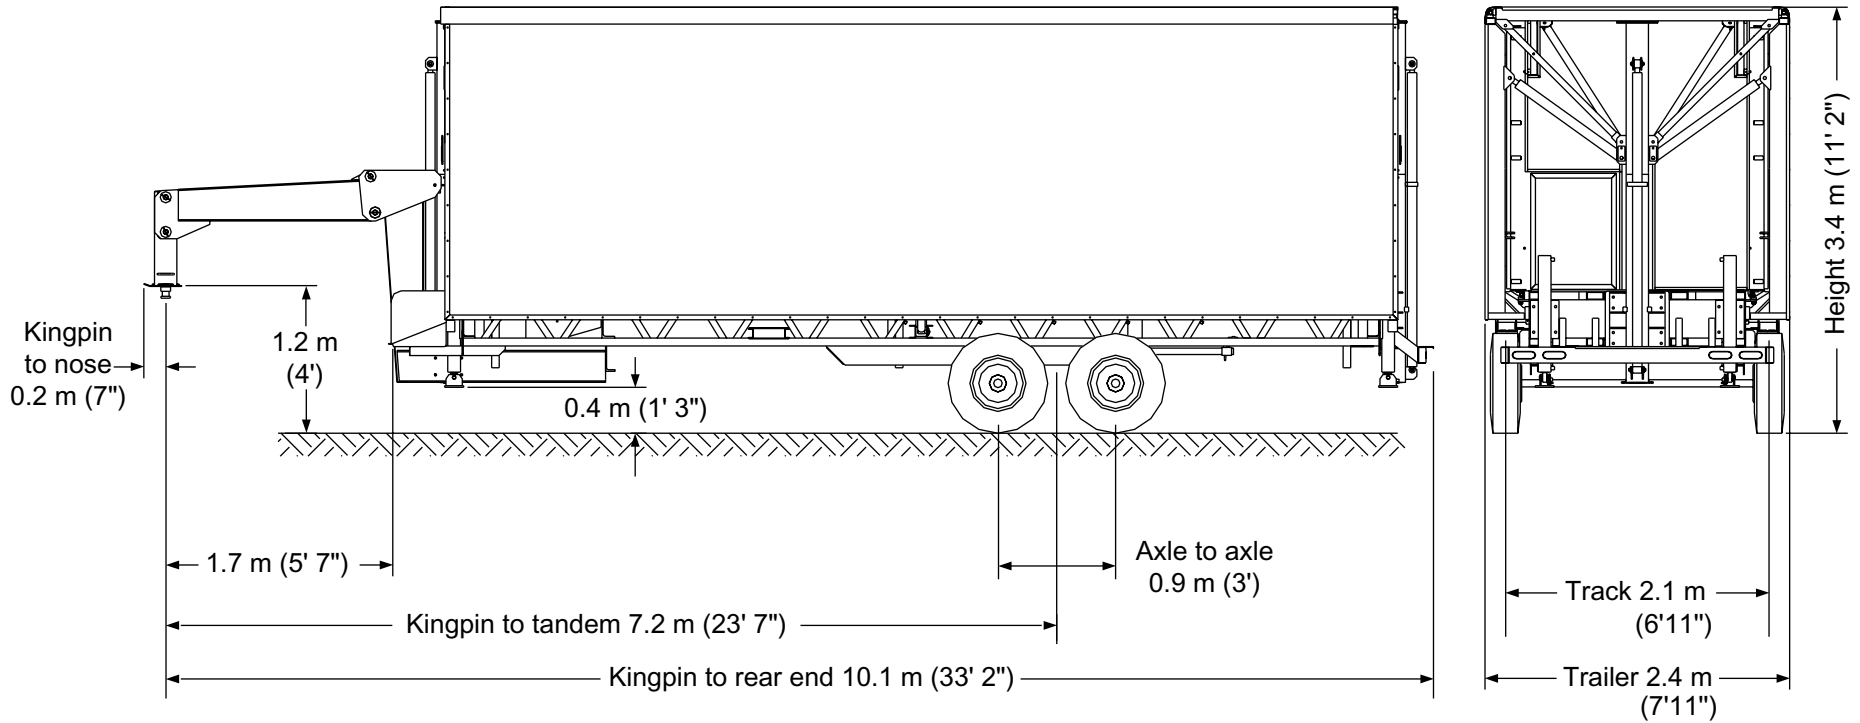 Kingpin
to nose
0.2 m (7")
1.2 m
(4')
0.4 m (1' 3")
1.7 m (5' 7")
Axle to axle
0.9 m (3')
Kingpin to tandem 7.2 m (23' 7")
Kingpin to rear end 10.1 m (33' 2")
Height 3.4 m (11' 2")
Track 2.1 m
(6'11")
Trailer 2.4 m
(7'11")